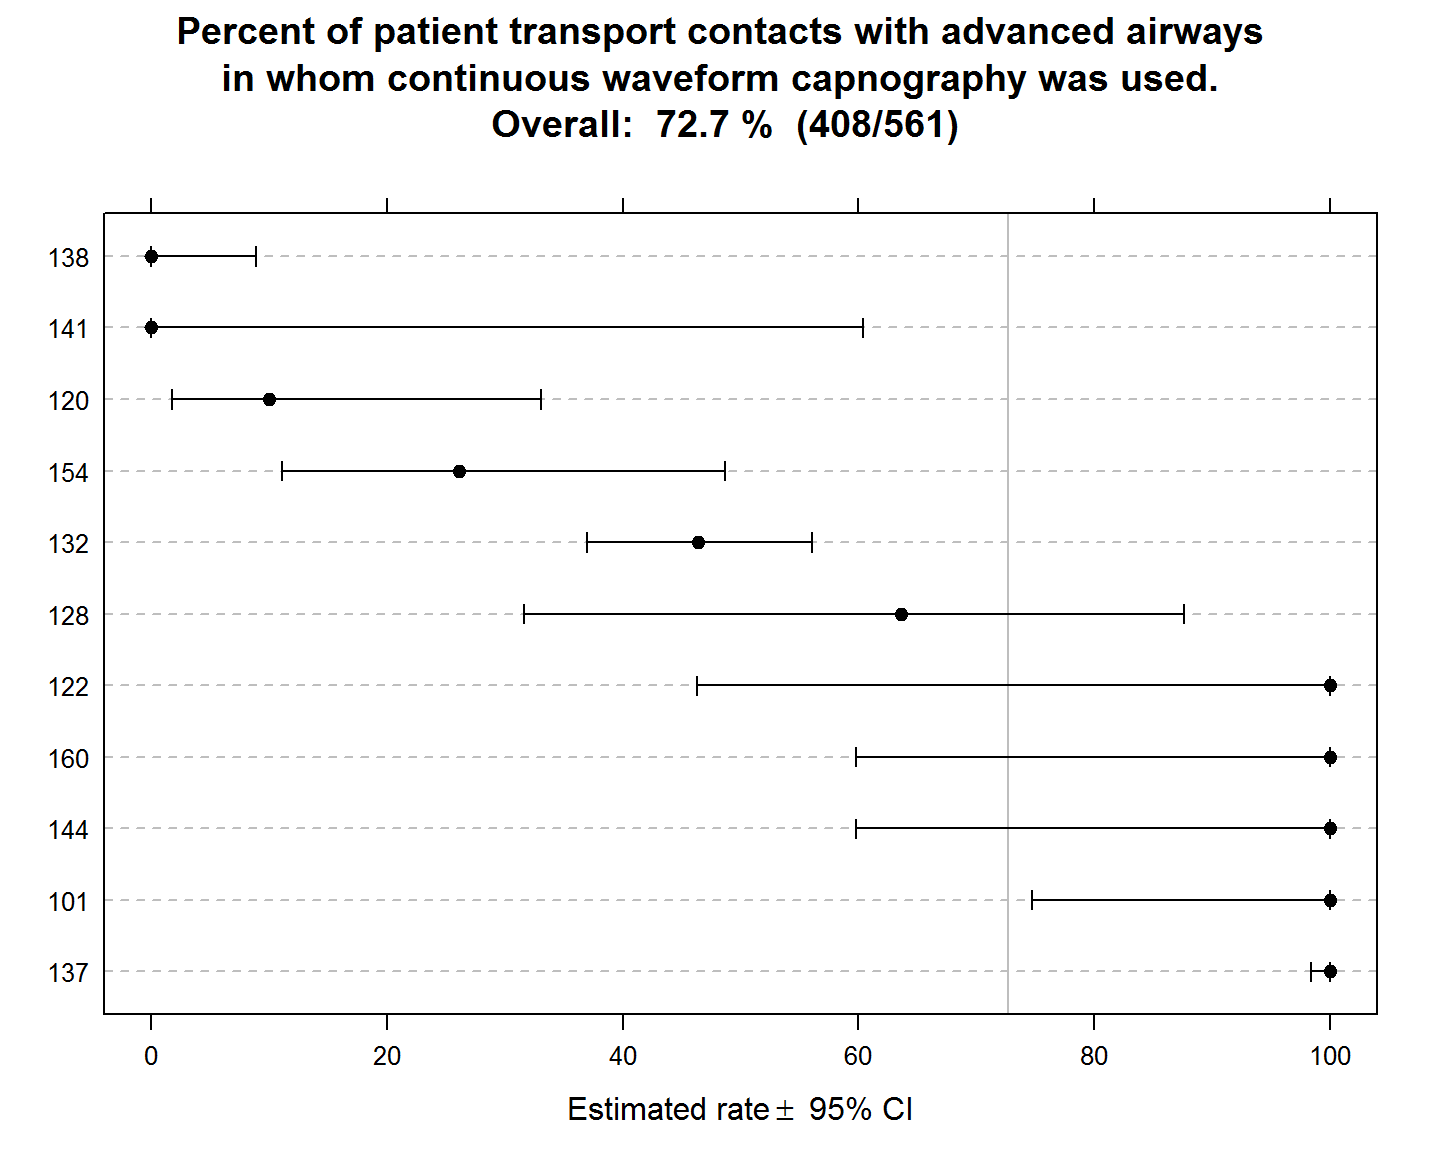 Percent of patient transport contacts with advanced airways
in whom continuous waveform capnography was used.
Overall:  72.7 %  (408/561)
138
141
120
154
132
128
122
160
144
101
137
0 20 40 60 80 100
Estimated rate ± 95% CI